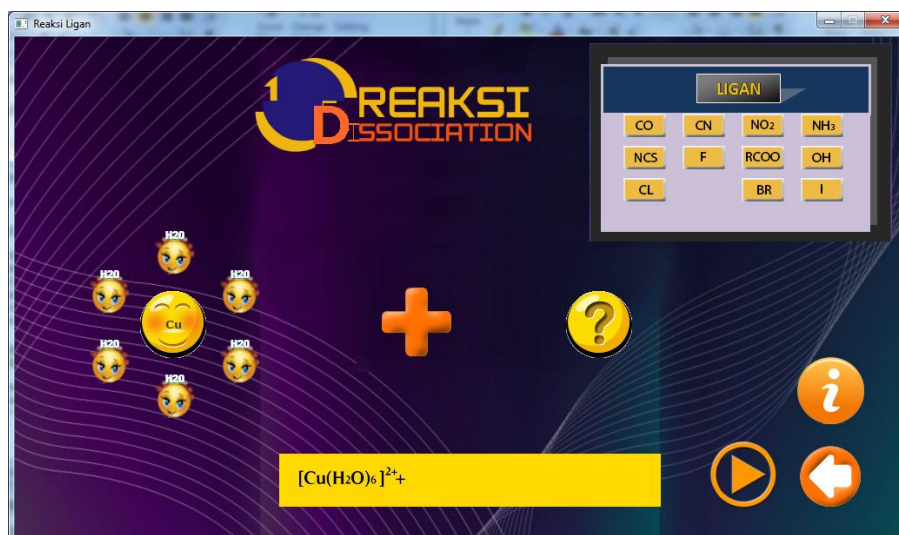 Reaksi Ligan
1 REAKSI
DISSOCIATION
LIGAN
CO CN NO₂ NH₃
NCS F RCOO OH
CL BR I
H2O
H2O H2O
Cu
H2O H2O
H2O
?
i
[Cu(H₂O)₆]²⁺+